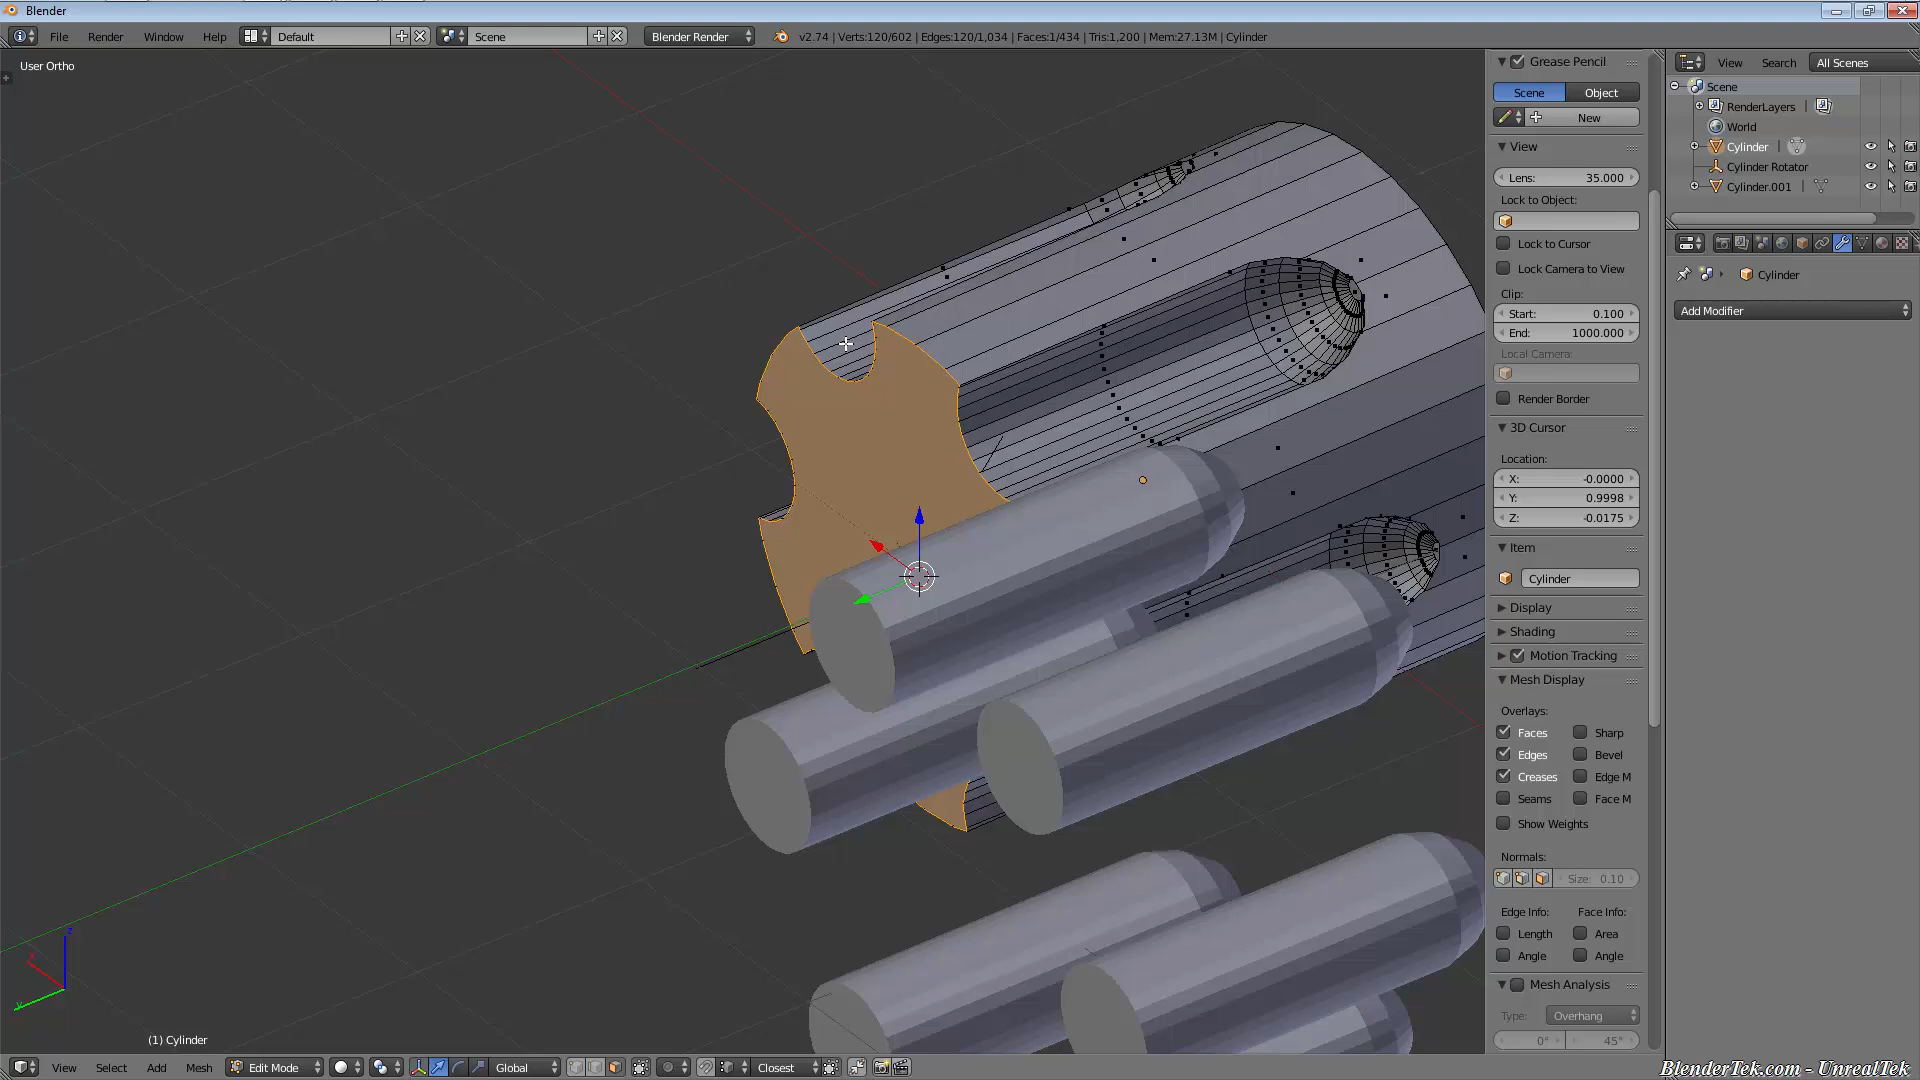 Blender
File Render Window Help Default Scene Blender Render v2.74 | Verts:120/602 | Edges:120/1,034 | Faces:1/434 | Tris:1,200 | Mem:27.13M | Cylinder
User Ortho
Grease Pencil
Scene Object
New
View
Lens: 35.000
Lock to Object:
Lock to Cursor
Lock Camera to View
Clip:
Start: 0.100
End: 1000.000
Local Camera:
Render Border
3D Cursor
Location:
X: -0.0000
Y: 0.9998
Z: -0.0175
Item
Cylinder
Display
Shading
Motion Tracking
Mesh Display
Overlays:
Faces Sharp
Edges Bevel
Creases Edge M
Seams Face M
Show Weights
Normals:
Size: 0.10
Edge Info: Face Info:
Length Area
Angle Angle
Mesh Analysis
Type: Overhang
0° 45°
View Search All Scenes
Scene
RenderLayers |
World
Cylinder |
Cylinder Rotator
Cylinder.001 |
Cylinder
Add Modifier
z
x
y
(1) Cylinder
View Select Add Mesh Edit Mode Global Closest
BlenderTek.com - UnrealTek